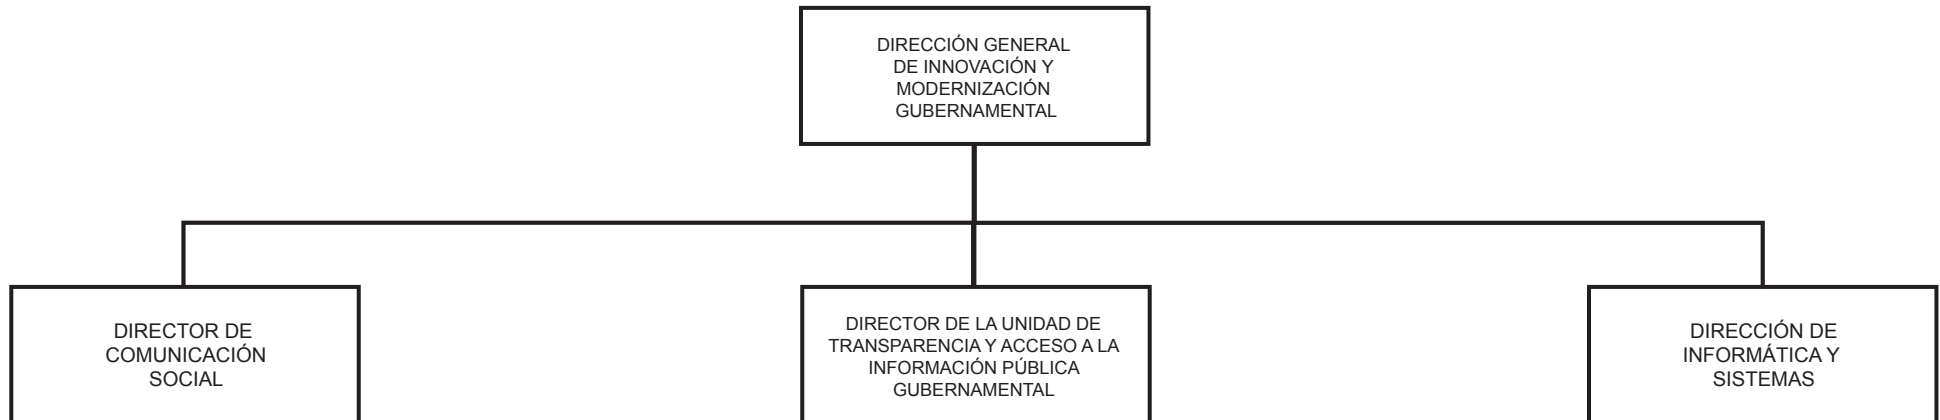 DIRECCIÓN GENERAL
DE INNOVACIÓN Y
MODERNIZACIÓN
GUBERNAMENTAL
DIRECTOR DE
COMUNICACIÓN
SOCIAL
DIRECTOR DE LA UNIDAD DE
TRANSPARENCIA Y ACCESO A LA
INFORMACIÓN PÚBLICA
GUBERNAMENTAL
DIRECCIÓN DE
INFORMÁTICA Y
SISTEMAS